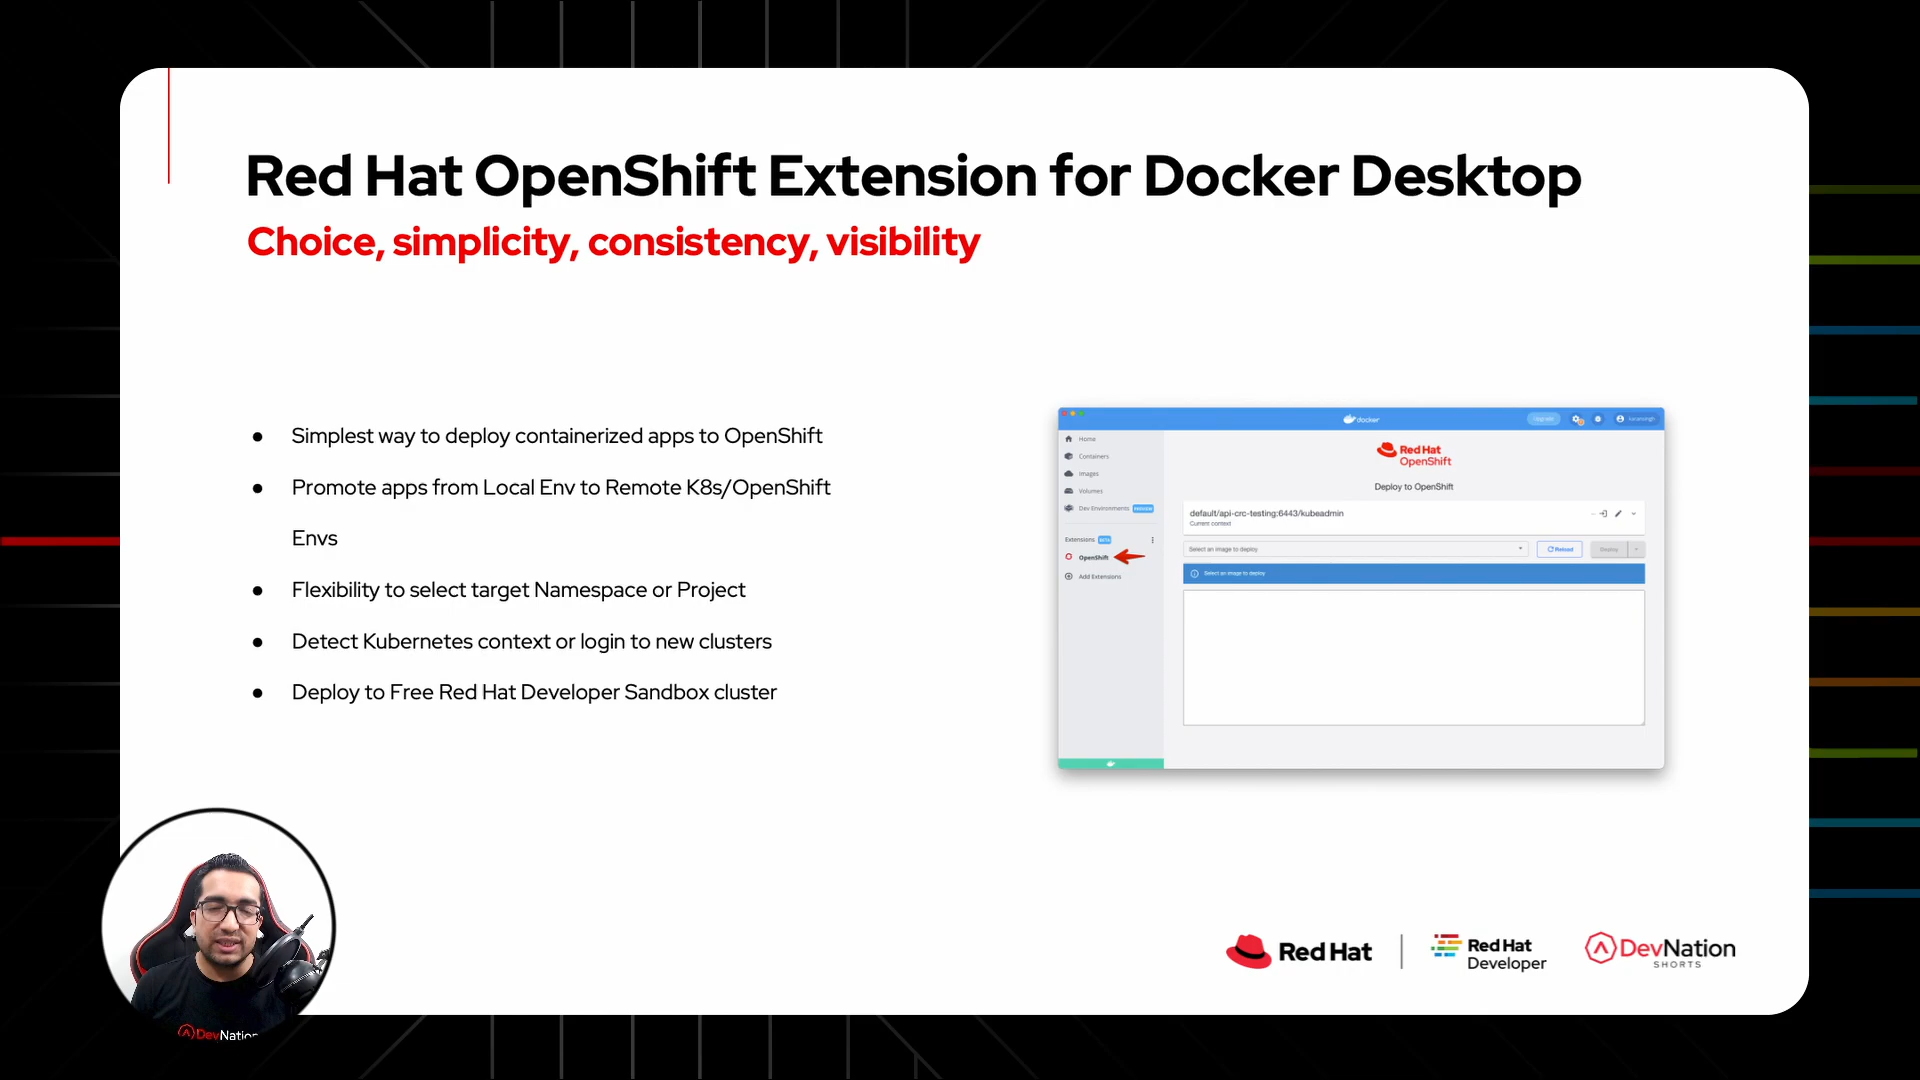 Red Hat OpenShift Extension for Docker Desktop
Choice, simplicity, consistency, visibility
● Simplest way to deploy containerized apps to OpenShift
● Promote apps from Local Env to Remote K8s/OpenShift
Envs
● Flexibility to select target Namespace or Project
● Detect Kubernetes context or login to new clusters
● Deploy to Free Red Hat Developer Sandbox cluster
docker
Upgrade
Home
Containers
Images
Volumes
Dev Environments PREVIEW
Extensions BETA
OpenShift
Add Extensions
Red Hat
OpenShift
Deploy to OpenShift
default/api-crc-testing:6443/kubeadmin
Current context
Select an image to deploy
Reload
Deploy
Select an image to deploy
Red Hat
Red Hat
Developer
DevNation
SHORTS
DevNation